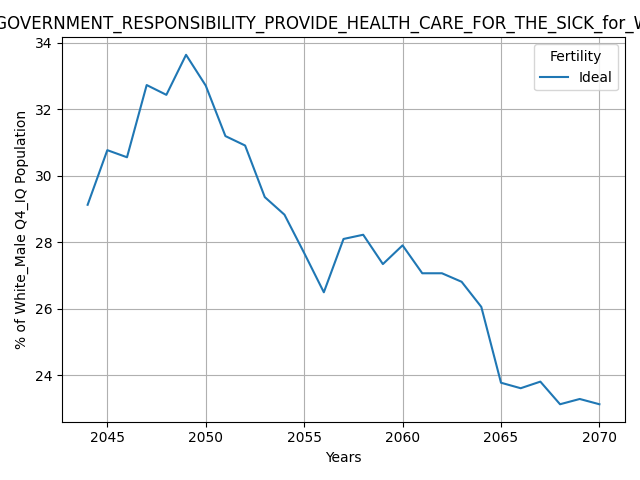 GOVERNMENT_RESPONSIBILITY_PROVIDE_HEALTH_CARE_FOR_THE_SICK_for_W
34
32
30
28
26
24
% of White_Male Q4_IQ Population
Fertility
Ideal
2045
2050
2055
2060
2065
2070
Years